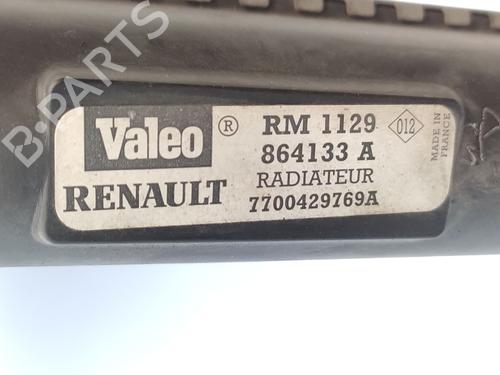 Valeo ® RM 1129
864133 A
012
MADE IN
FRANCE
RENAULT RADIATEUR
7700429769A
B-PARTS